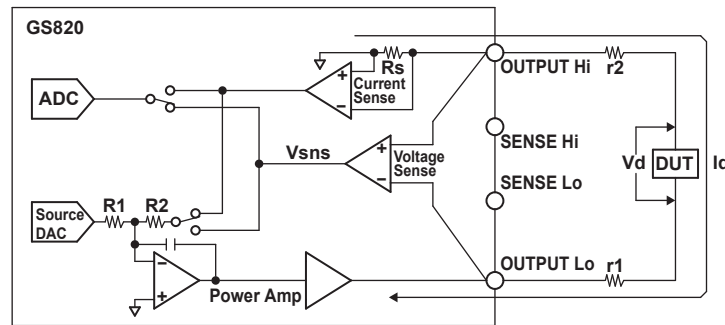 GS820
ADC
Rs
Current
Sense
OUTPUT Hi
r2
Vsns
Voltage
Sense
SENSE Hi
SENSE Lo
Vd
DUT
Source
DAC
R1
R2
Power Amp
OUTPUT Lo
r1